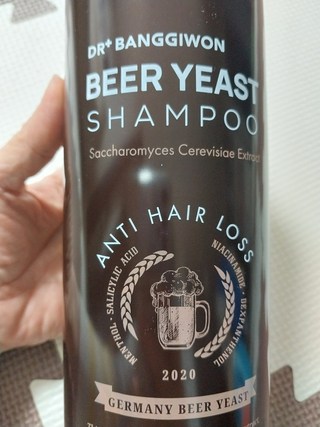 DR+ BANGGIWON
BEER YEAST
SHAMPOO
Saccharomyces Cerevisiae Extract
ANTI HAIR LOSS
MENTHOL · SALICYLIC ACID
NIACINAMIDE · DEXPANTHENOL
2020
GERMANY BEER YEAST